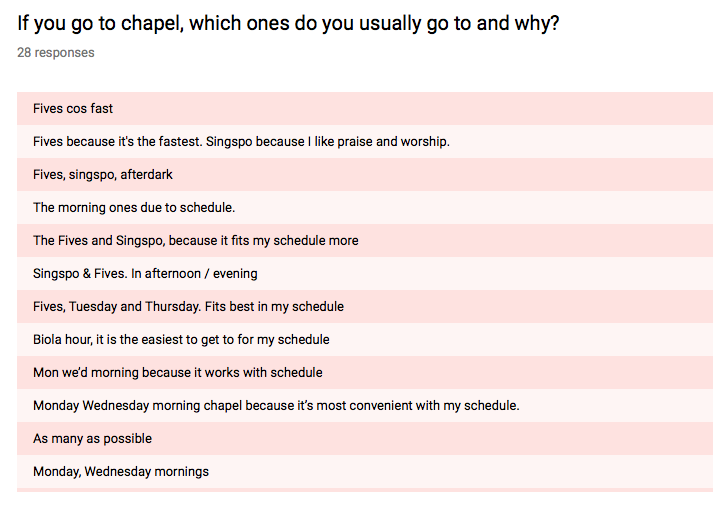 If you go to chapel, which ones do you usually go to and why?
28 responses
Fives cos fast
Fives because it's the fastest. Singspo because I like praise and worship.
Fives, singspo, afterdark
The morning ones due to schedule.
The Fives and Singspo, because it fits my schedule more
Singspo & Fives. In afternoon / evening
Fives, Tuesday and Thursday. Fits best in my schedule
Biola hour, it is the easiest to get to for my schedule
Mon we’d morning because it works with schedule
Monday Wednesday morning chapel because it’s most convenient with my schedule.
As many as possible
Monday, Wednesday mornings